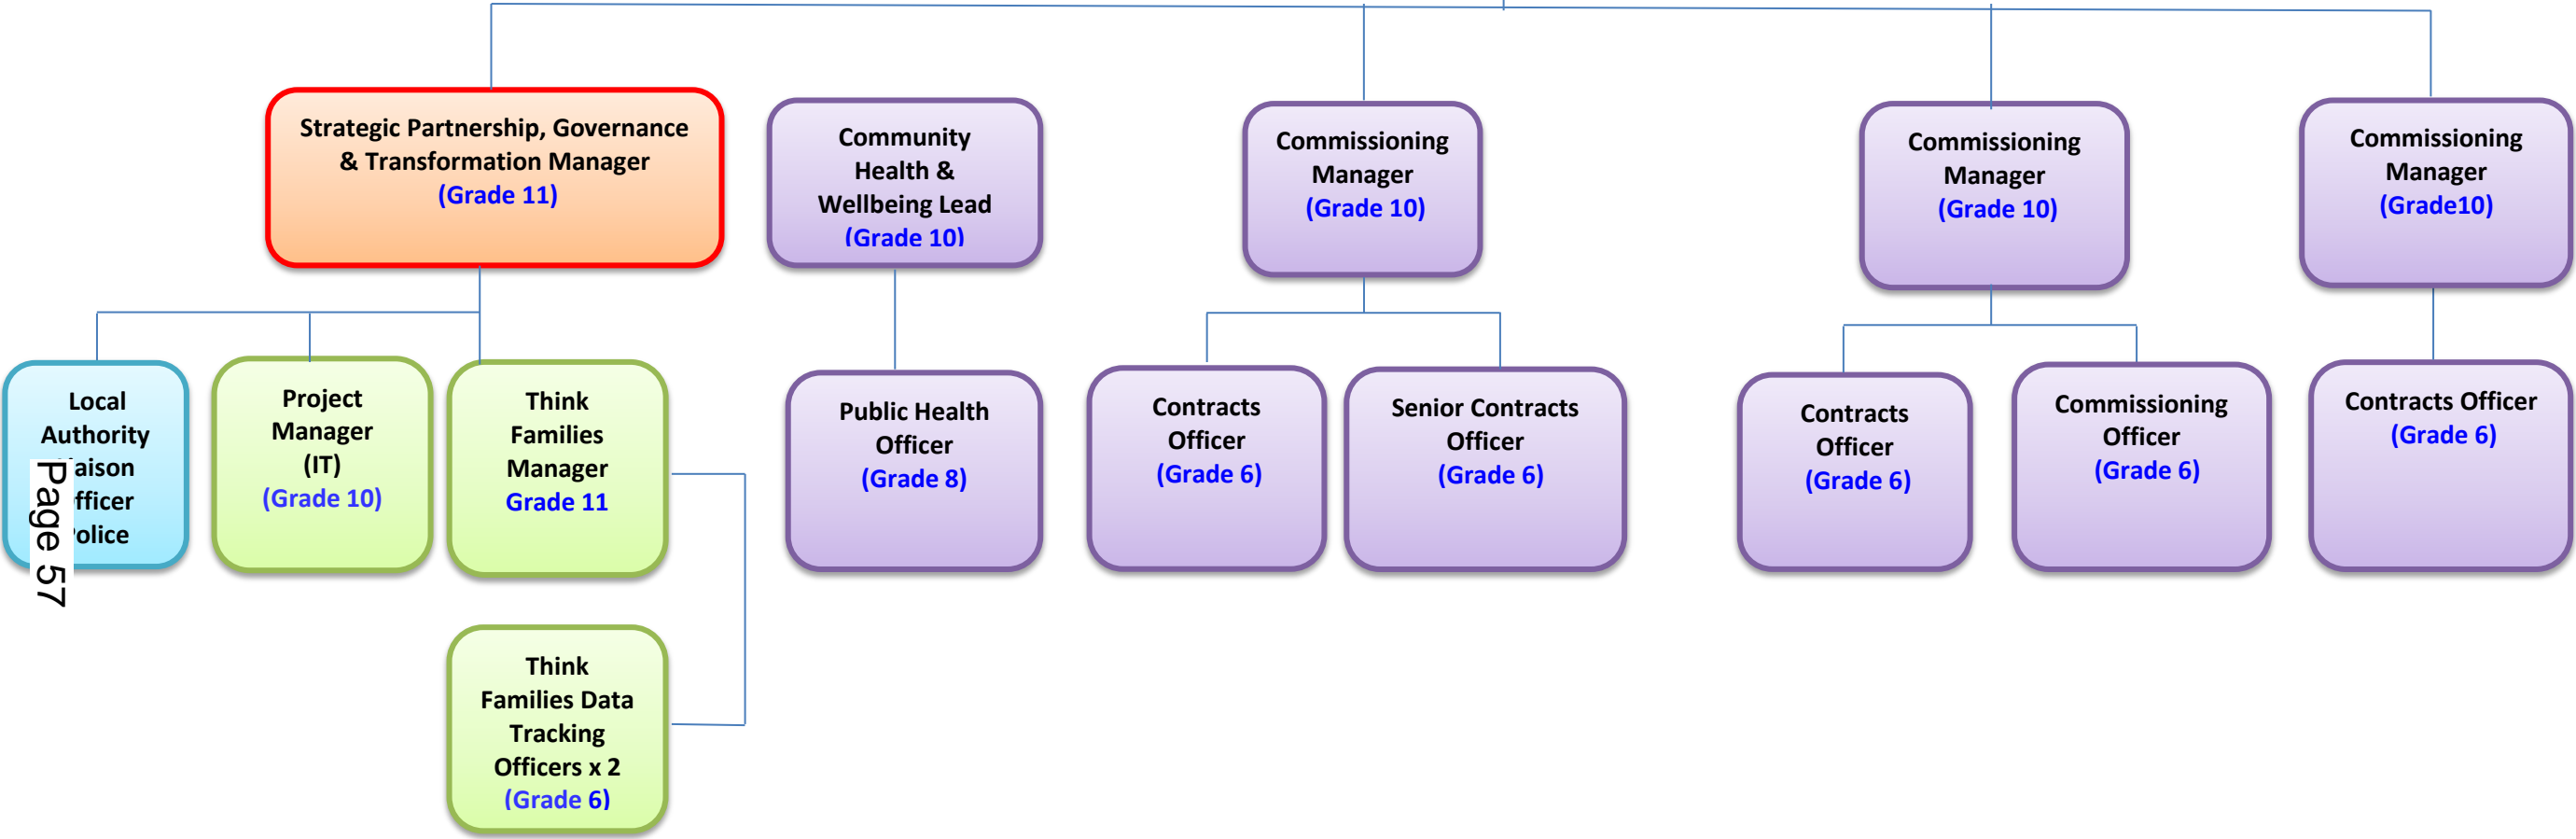 Strategic Partnership, Governance
& Transformation Manager
(Grade 11)
Community
Health &
Wellbeing Lead
(Grade 10)
Commissioning
Manager
(Grade 10)
Commissioning
Manager
(Grade 10)
Commissioning
Manager
(Grade10)
Local
Authority
aison
fficer
olice
Project
Manager
(IT)
(Grade 10)
Think
Families
Manager
Grade 11
Public Health
Officer
(Grade 8)
Contracts
Officer
(Grade 6)
Senior Contracts
Officer
(Grade 6)
Contracts
Officer
(Grade 6)
Commissioning
Officer
(Grade 6)
Contracts Officer
(Grade 6)
Think
Families Data
Tracking
Officers x 2
(Grade 6)
Page 57